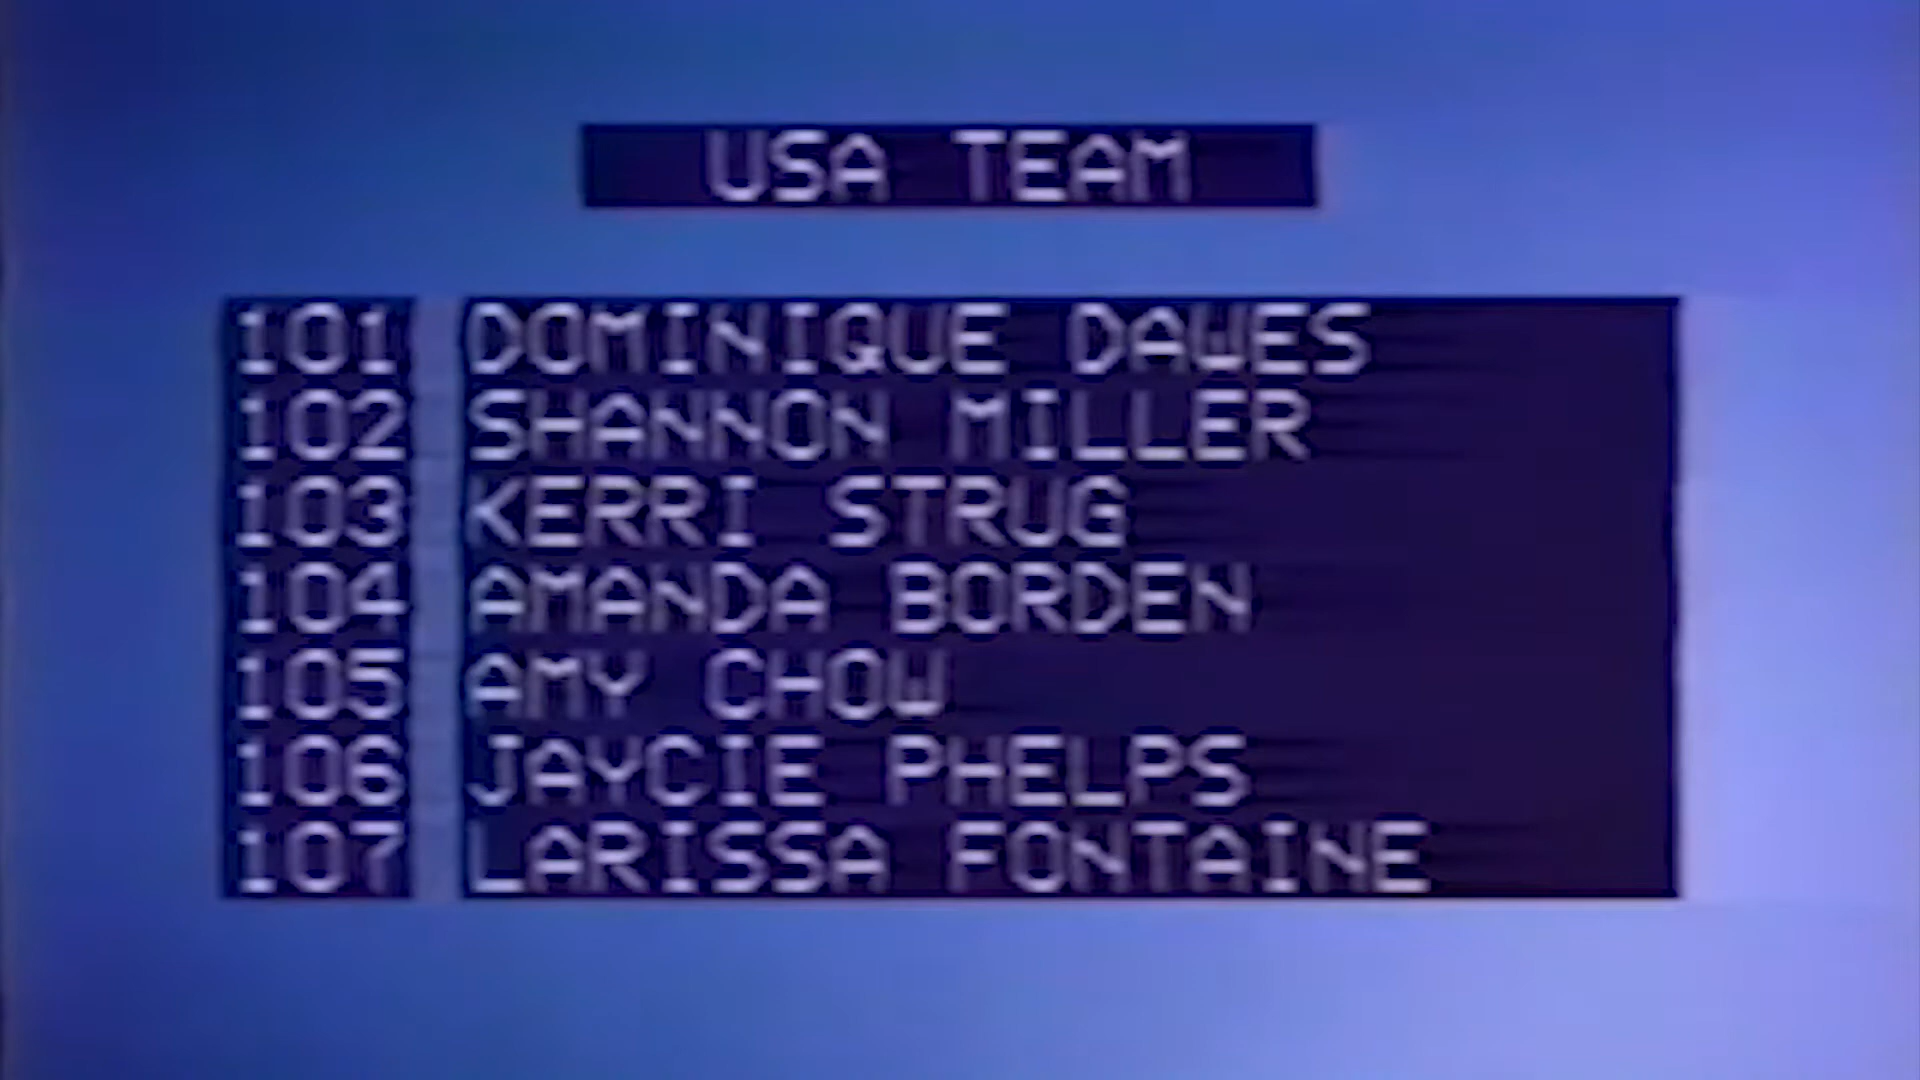 USA TEAM
101 DOMINIQUE DAWES
102 SHANNON MILLER
103 KERRI STRUG
104 AMANDA BORDEN
105 AMY CHOW
106 JAYCIE PHELPS
107 LARISSA FONTAINE